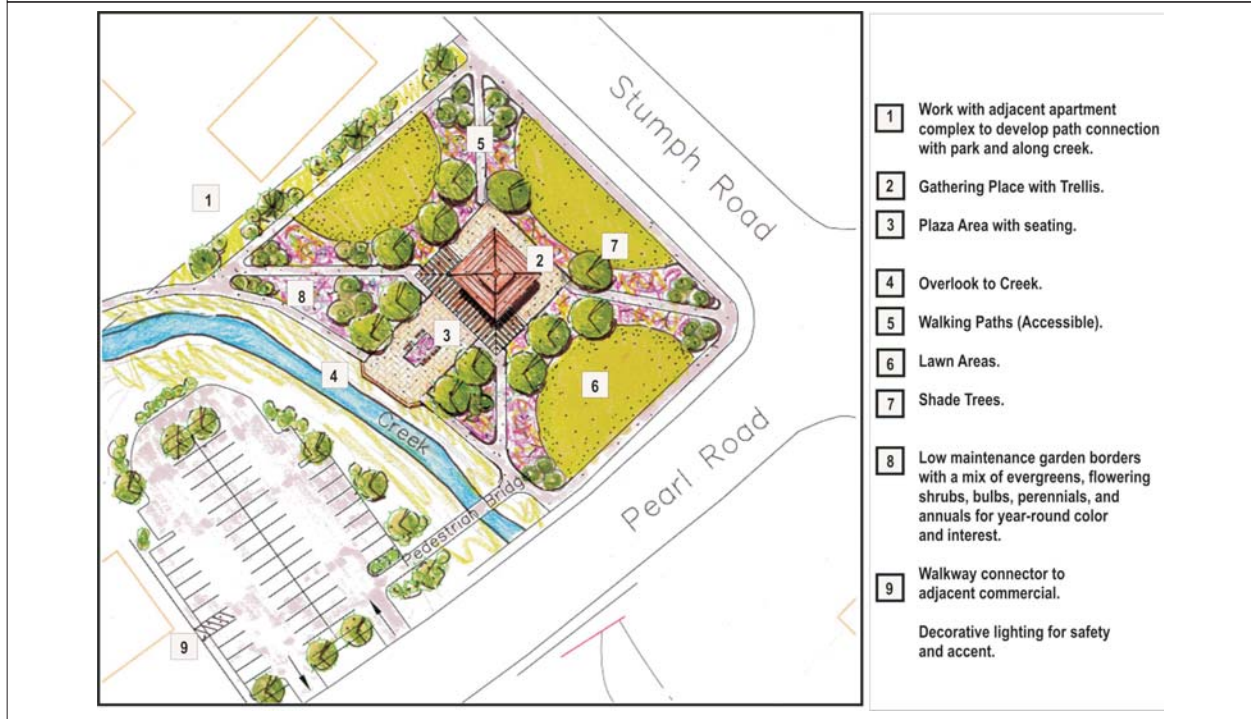 Stumph Road
Pearl Road
Creek
Pedestrian Bridge
1
2
3
4
5
6
7
8
9
1 Work with adjacent apartment
complex to develop path connection
with park and along creek.
2 Gathering Place with Trellis.
3 Plaza Area with seating.
4 Overlook to Creek.
5 Walking Paths (Accessible).
6 Lawn Areas.
7 Shade Trees.
8 Low maintenance garden borders
with a mix of evergreens, flowering
shrubs, bulbs, perennials, and
annuals for year-round color
and interest.
9 Walkway connector to
adjacent commercial.
Decorative lighting for safety
and accent.